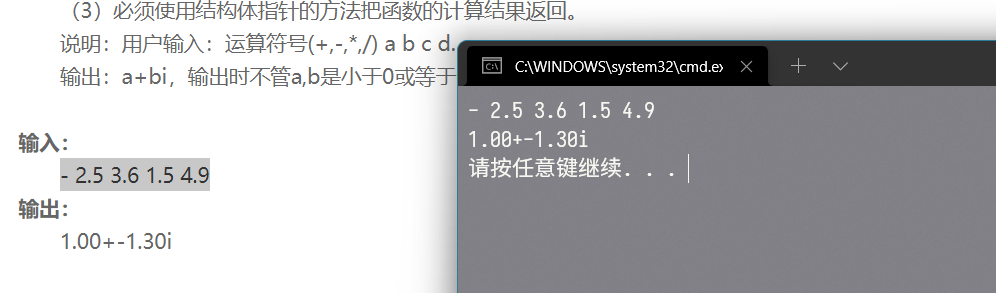 （3）必须使用结构体指针的方法把函数的计算结果返回。
说明：用户输入：运算符号(+,-,*,/) a b c d.
输出：a+bi，输出时不管a,b是小于0或等于
输入：
- 2.5 3.6 1.5 4.9
输出：
1.00+-1.30i
C:\WINDOWS\system32\cmd.ex
- 2.5 3.6 1.5 4.9
1.00+-1.30i
请按任意键继续. . .